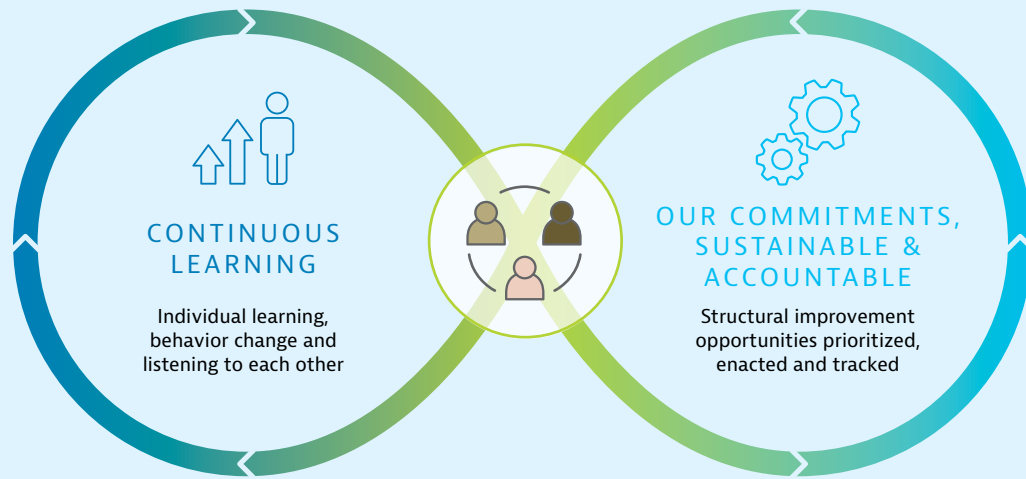 CONTINUOUS
LEARNING
Individual learning,
behavior change and
listening to each other
OUR COMMITMENTS,
SUSTAINABLE &
ACCOUNTABLE
Structural improvement
opportunities prioritized,
enacted and tracked